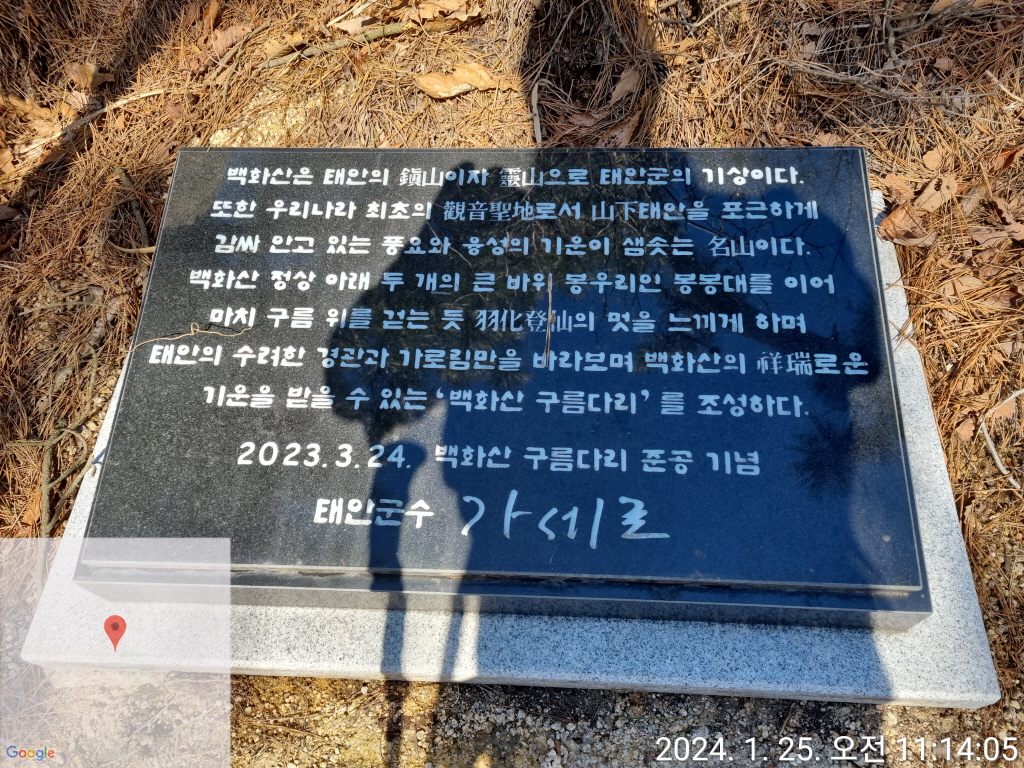 백화산은 태안의 鎭山이자 靈山으로 태안군의 기상이다.
또한 우리나라 최초의 觀音聖地로서 山下태안을 포근하게
감싸 안고 있는 풍요와 융성의 기운이 샘솟는 名山이다.
백화산 정상 아래 두 개의 큰 바위 봉우리인 봉봉대를 이어
마치 구름 위를 걷는 듯 羽化登仙의 멋을 느끼게 하며
태안의 수려한 경관과 가로림만을 바라보며 백화산의 祥瑞로운
기운을 받을 수 있는 ‘백화산 구름다리’ 를 조성하다.
2023.3.24. 백화산 구름다리 준공 기념
태안군수 가세로
Google
2024. 1. 25. 오전 11:14:05